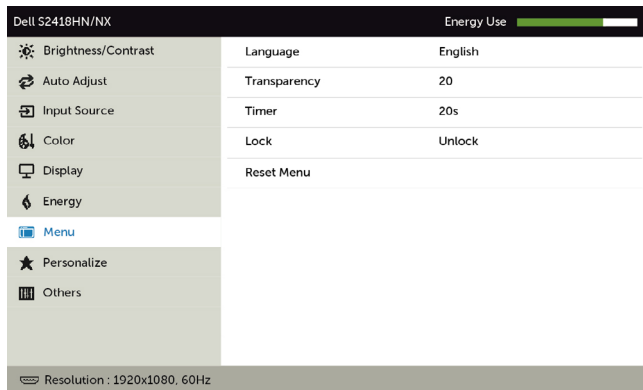 Dell S2418HN/NX Energy Use
Brightness/Contrast
Auto Adjust
Input Source
Color
Display
Energy
Menu
Personalize
Others
Language English
Transparency 20
Timer 20s
Lock Unlock
Reset Menu
Resolution : 1920x1080, 60Hz